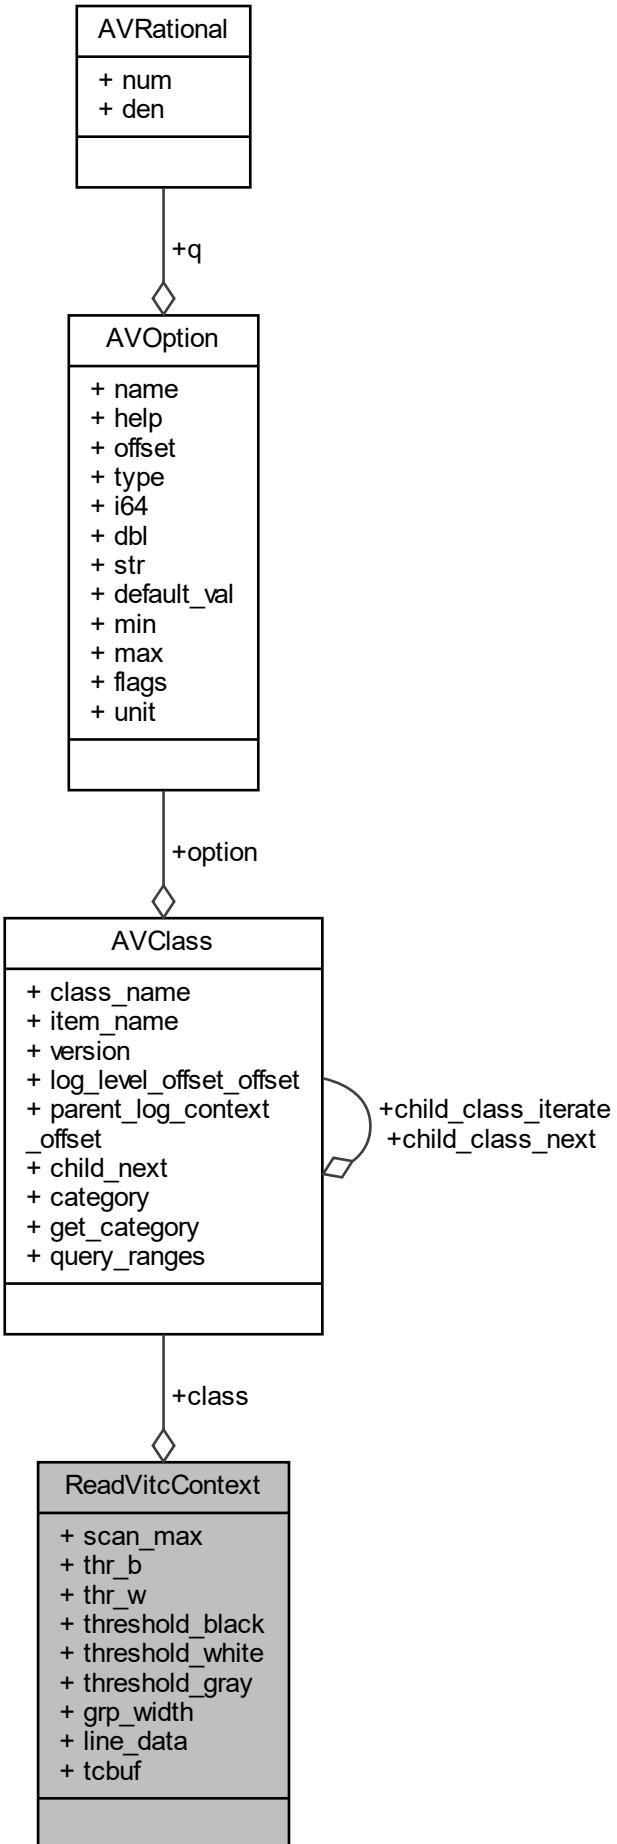 AVRational
+ num
+ den
+q
AVOption
+ name
+ help
+ offset
+ type
+ i64
+ dbl
+ str
+ default_val
+ min
+ max
+ flags
+ unit
+option
AVClass
+ class_name
+ item_name
+ version
+ log_level_offset_offset
+ parent_log_context
_offset
+ child_next
+ category
+ get_category
+ query_ranges
+child_class_iterate
+child_class_next
+class
ReadVitcContext
+ scan_max
+ thr_b
+ thr_w
+ threshold_black
+ threshold_white
+ threshold_gray
+ grp_width
+ line_data
+ tcbuf